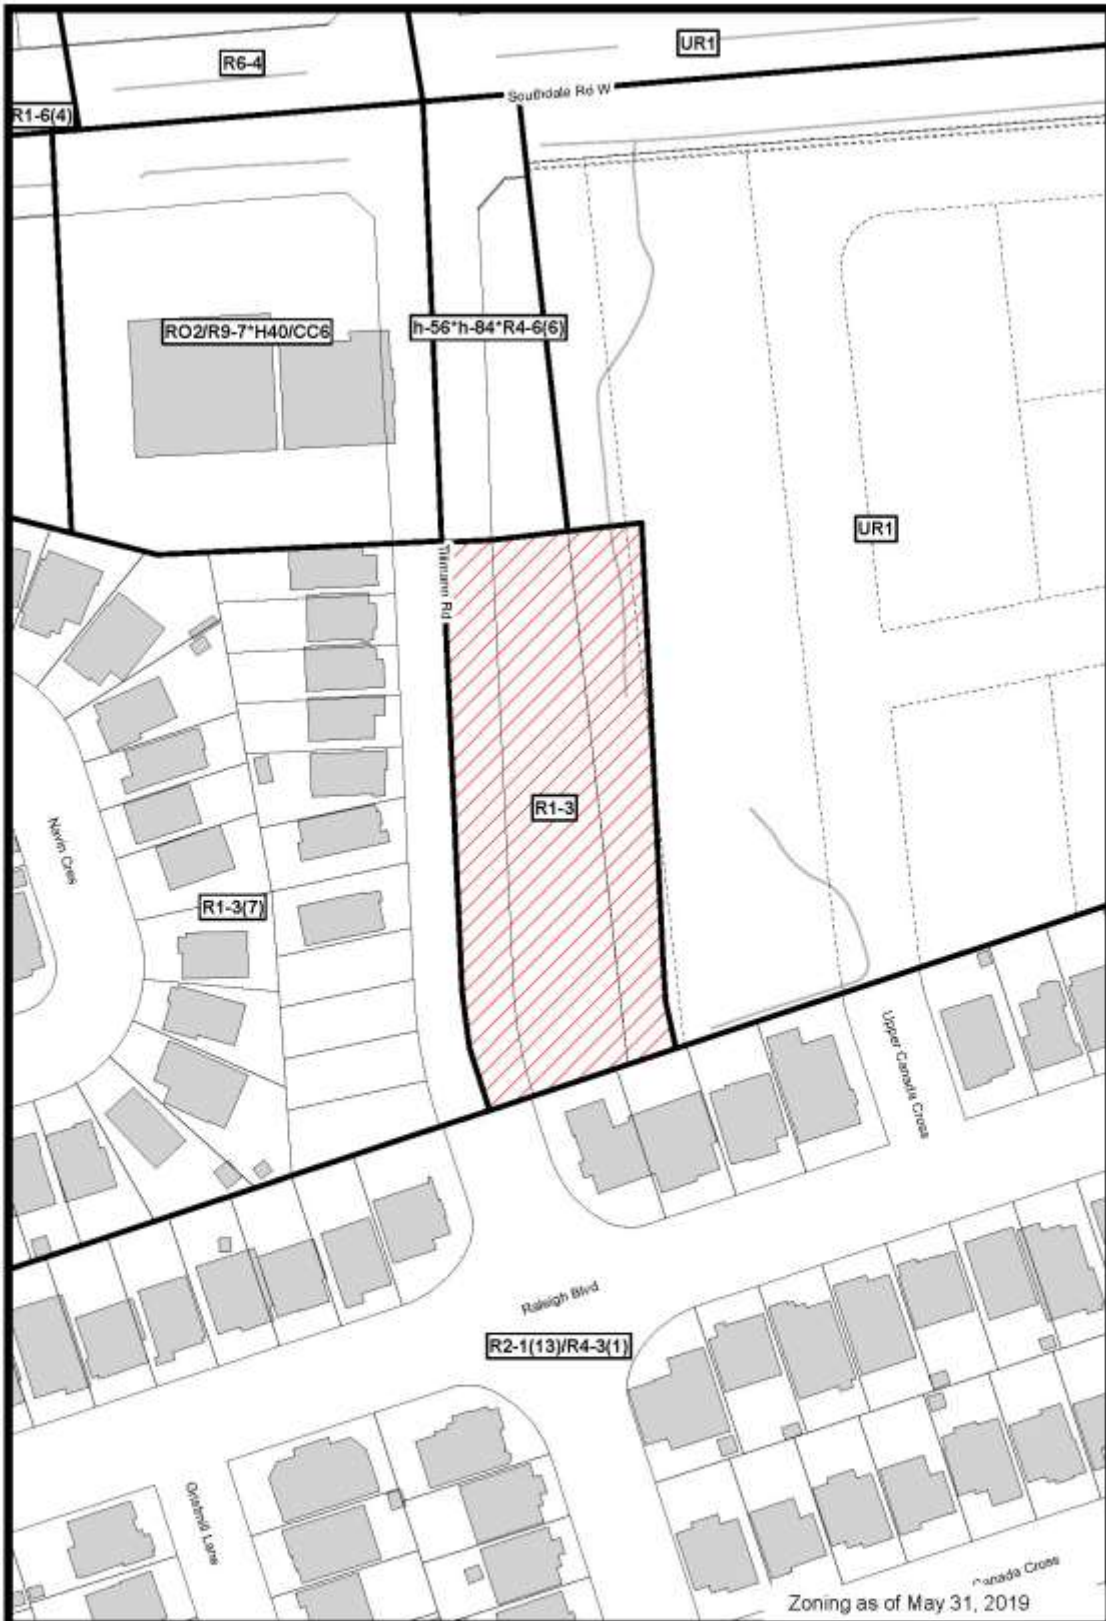 UR1
R6-4
Southdale Rd W
R1-6(4)
RO2/R9-7*H40/CC6
h-56*h-84*R4-6(6)
UR1
Tillmann Rd
R1-3
Navin Cres
R1-3(7)
Upper Canada Cross
Raleigh Blvd
R2-1(13)/R4-3(1)
Gristmill Lane
Canada Cross
Zoning as of May 31, 2019